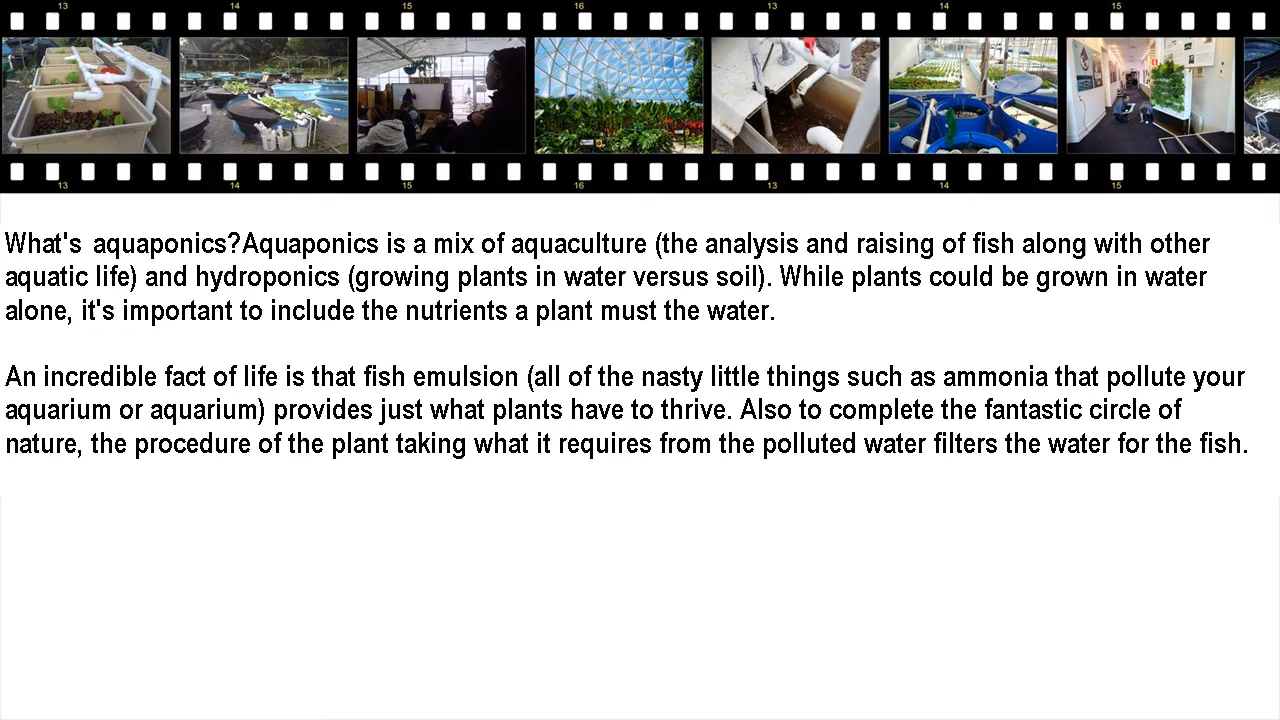 13 14 15 16 13 14 15
13 14 15 16 13 14 15
What's aquaponics?Aquaponics is a mix of aquaculture (the analysis and raising of fish along with other
aquatic life) and hydroponics (growing plants in water versus soil). While plants could be grown in water
alone, it's important to include the nutrients a plant must the water.
An incredible fact of life is that fish emulsion (all of the nasty little things such as ammonia that pollute your
aquarium or aquarium) provides just what plants have to thrive. Also to complete the fantastic circle of
nature, the procedure of the plant taking what it requires from the polluted water filters the water for the fish.